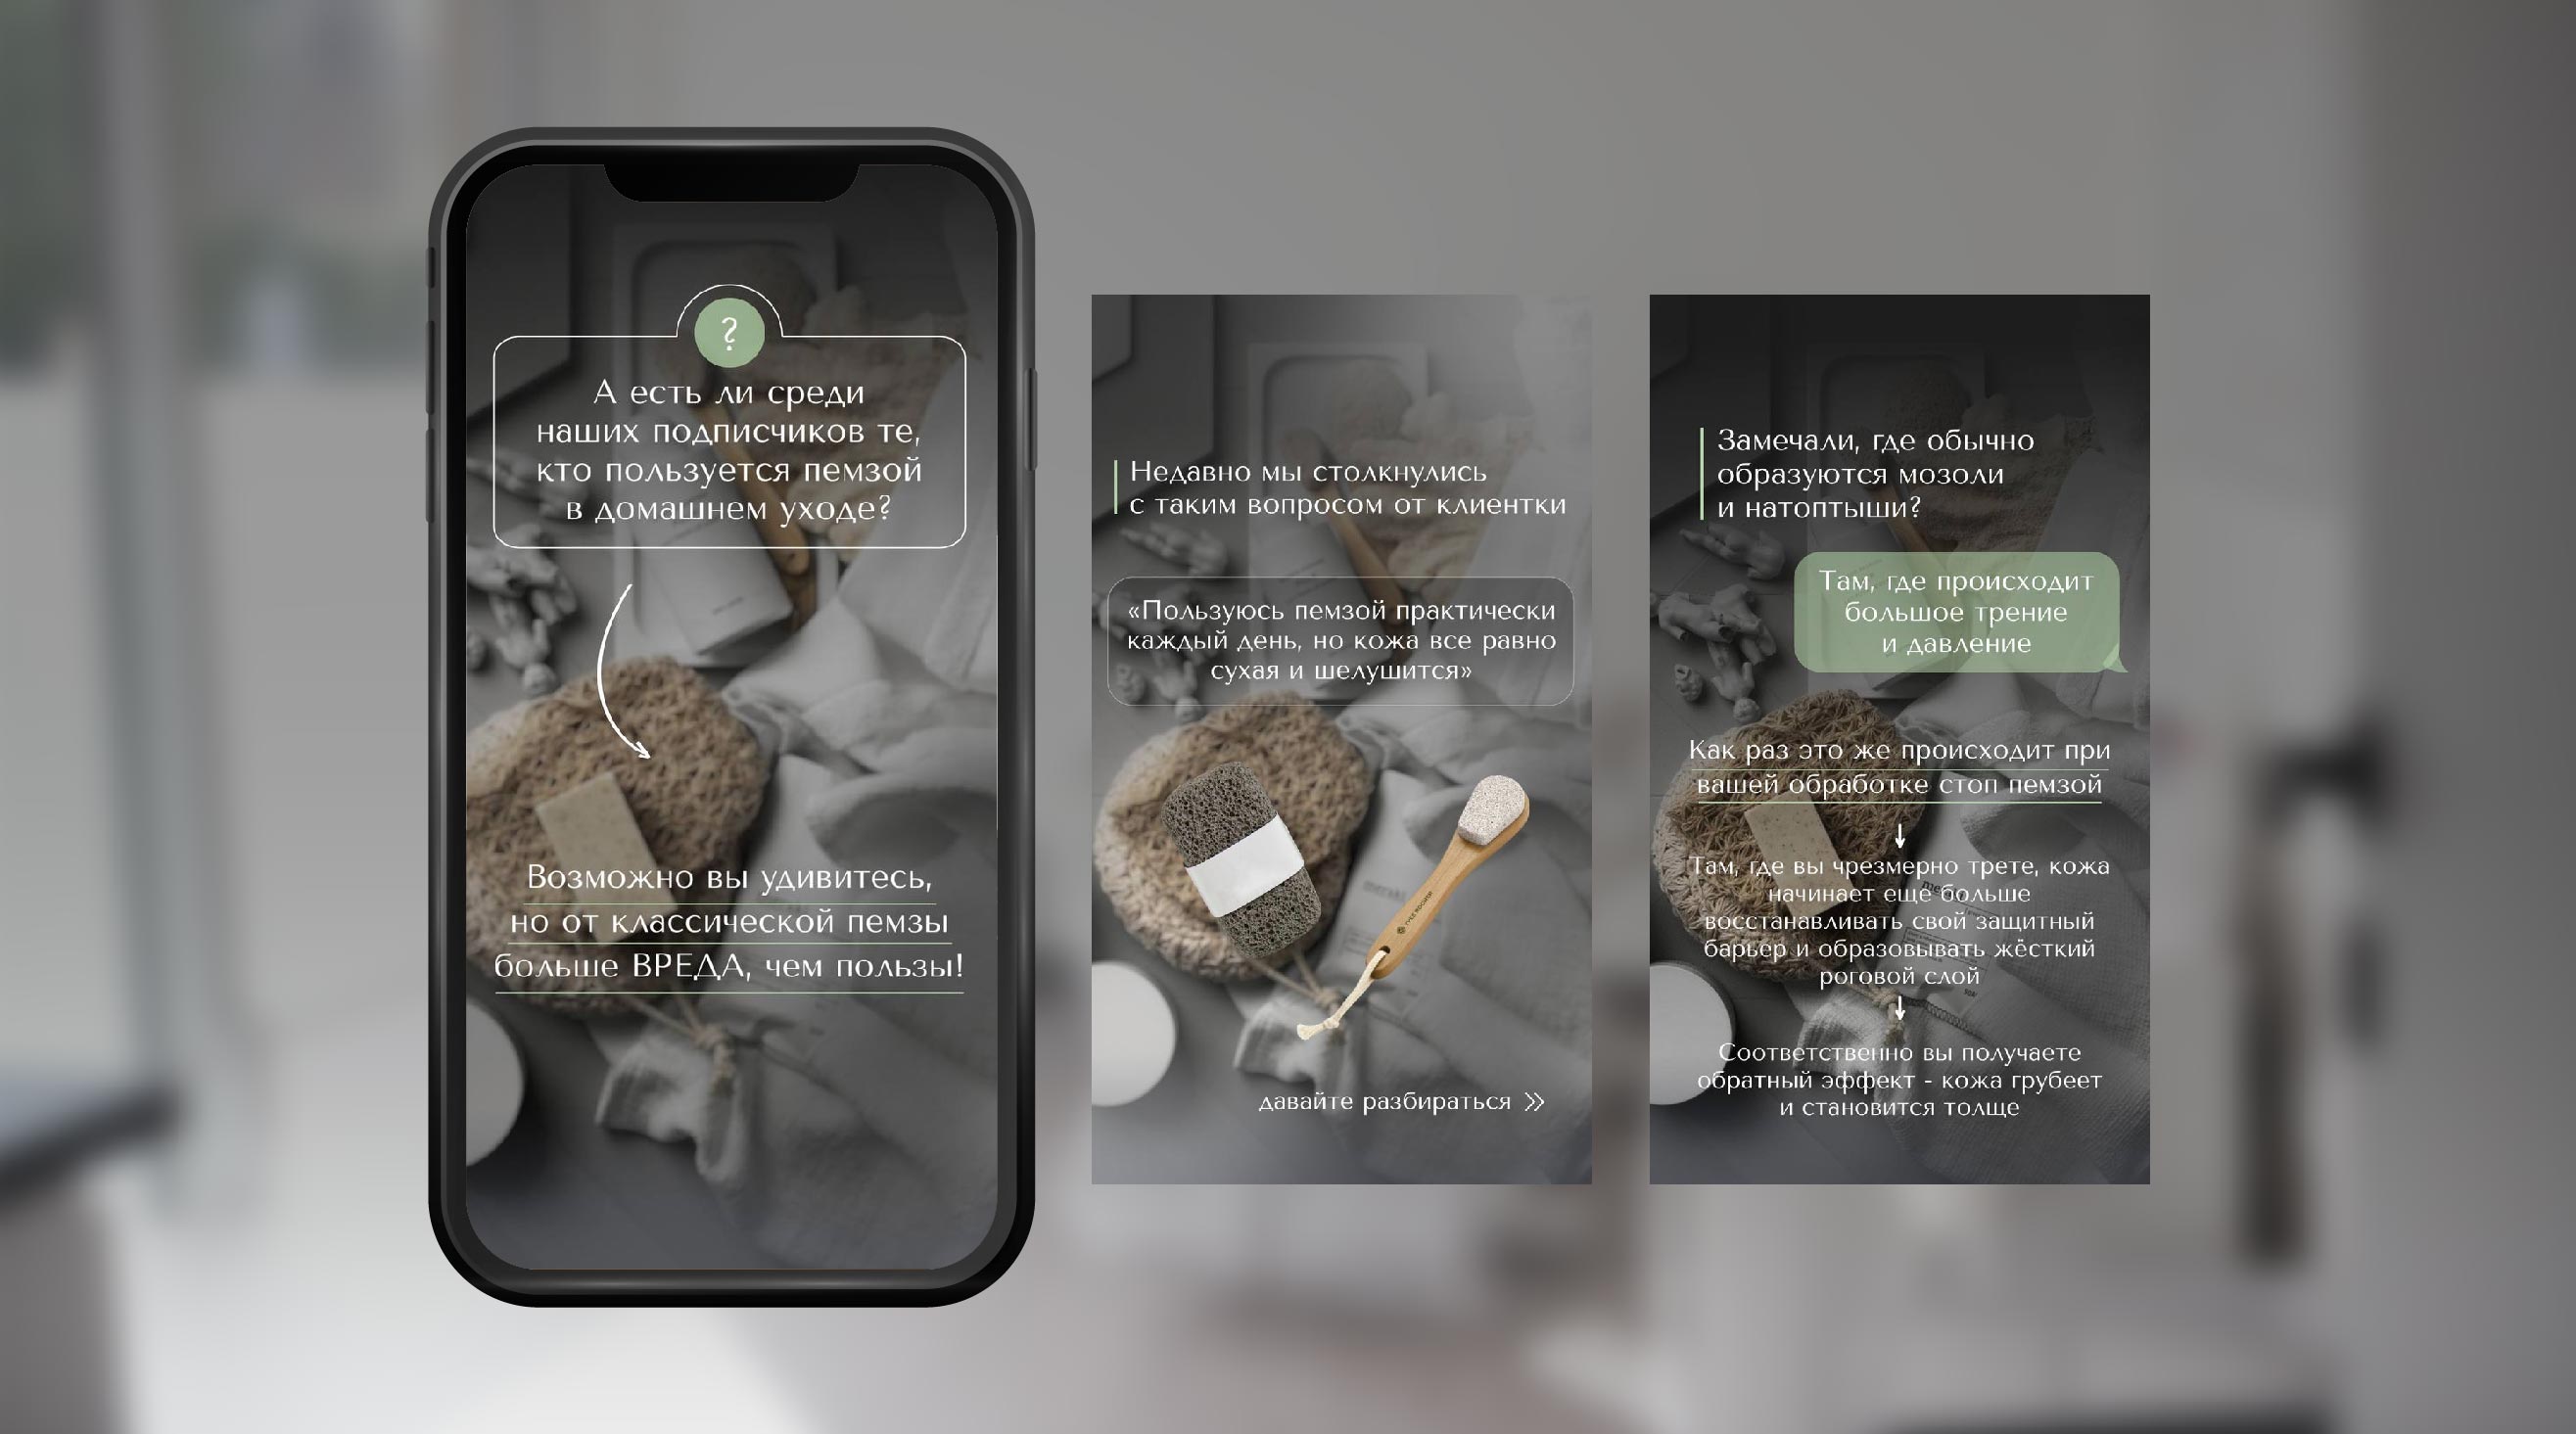 ?
А есть ли среди
наших подписчиков те,
кто пользуется пемзой
в домашнем уходе?
Возможно вы удивитесь,
но от классической пемзы
больше ВРЕДА, чем пользы!
Недавно мы столкнулись
с таким вопросом от клиентки
«Пользуюсь пемзой практически
каждый день, но кожа все равно
сухая и шелушится»
YVES ROCHER
meraki
давайте разбираться »
Замечали, где обычно
образуются мозоли
и натоптыши?
Там, где происходит
большое трение
и давление
Как раз это же происходит при
вашей обработке стоп пемзой
Там, где вы чрезмерно трете, кожа
начинает еще больше
восстанавливать свой защитный
барьер и образовывать жёсткий
роговой слой
Соответственно вы получаете
обратный эффект - кожа грубеет
и становится толще